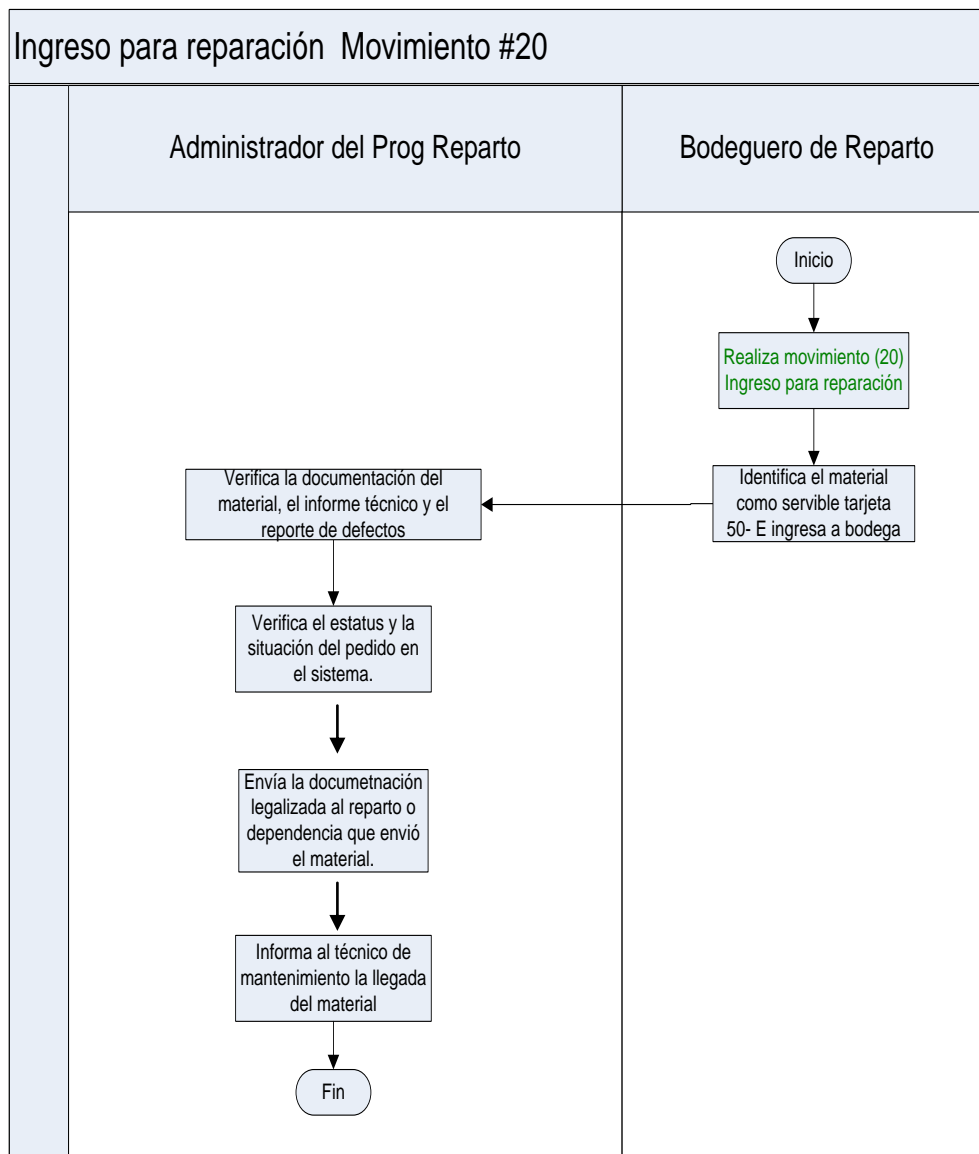 Ingreso para reparación Movimiento #20
Administrador del Prog Reparto
Bodeguero de Reparto
Inicio
Realiza movimiento (20)
Ingreso para reparación
Identifica el material
como servible tarjeta
50- E ingresa a bodega
Verifica la documentación del
material, el informe técnico y el
reporte de defectos
Verifica el estatus y la
situación del pedido en
el sistema.
Envía la documetnación
legalizada al reparto o
dependencia que envió
el material.
Informa al técnico de
mantenimiento la llegada
del material
Fin